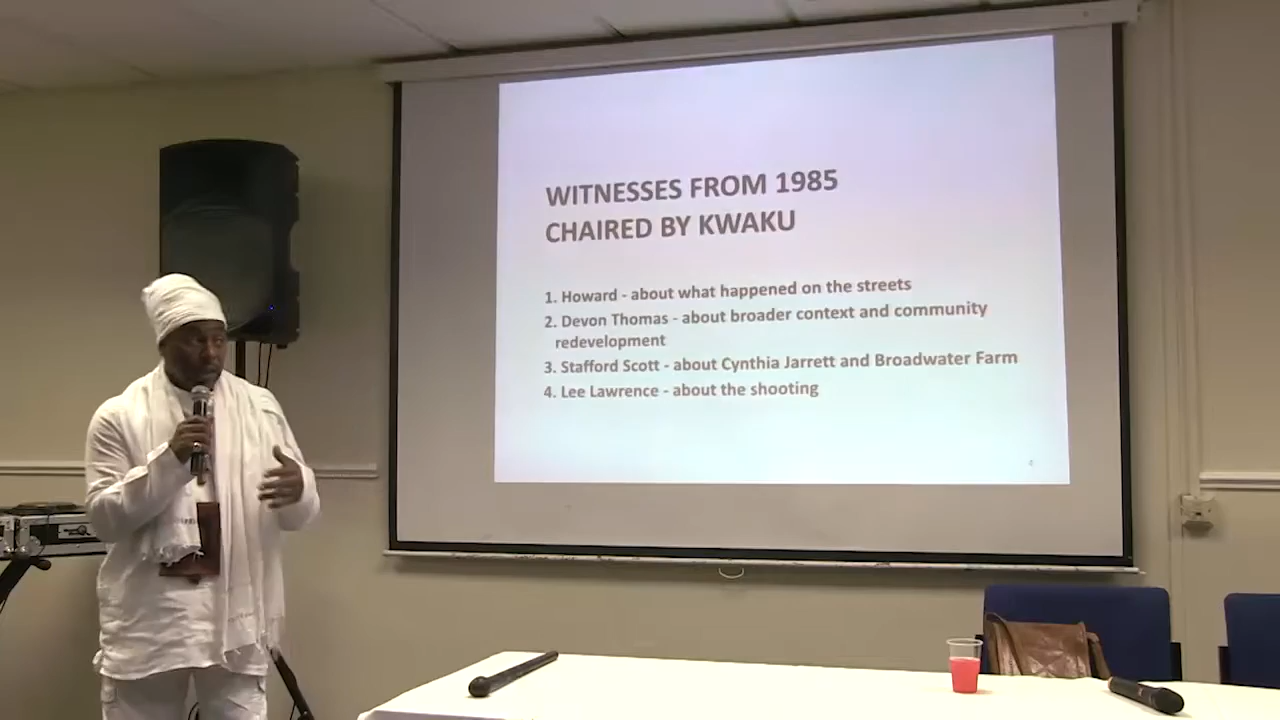 WITNESSES FROM 1985
CHAIRED BY KWAKU
1. Howard - about what happened on the streets
2. Devon Thomas - about broader context and community
redevelopment
3. Stafford Scott - about Cynthia Jarrett and Broadwater Farm
4. Lee Lawrence - about the shooting